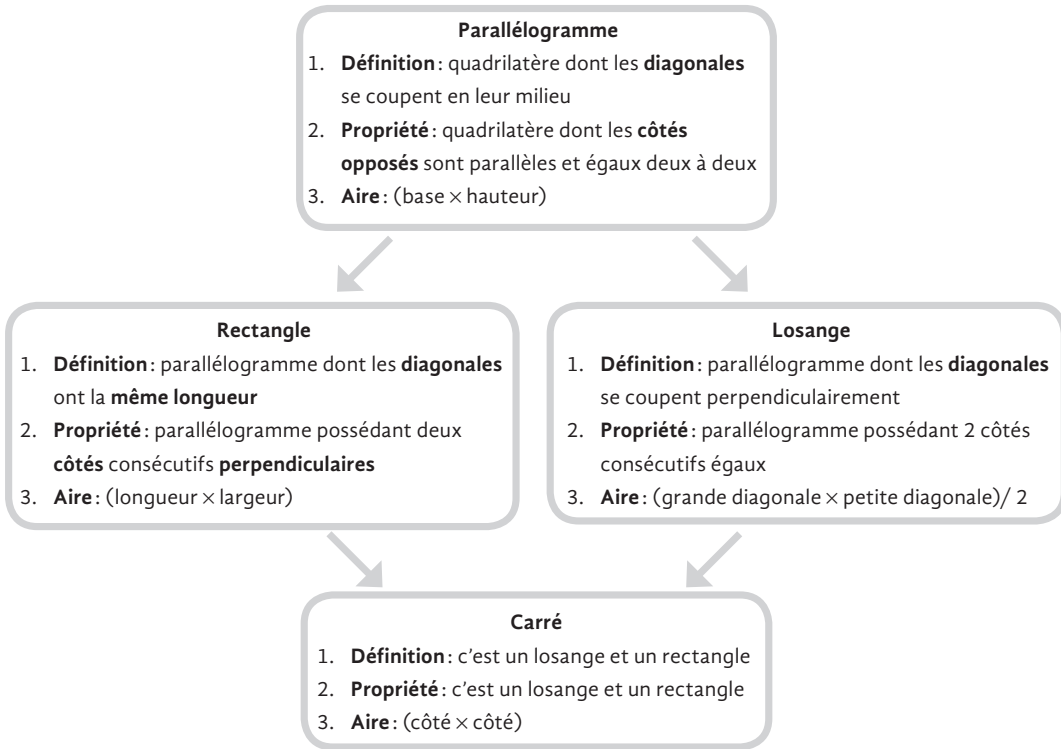 Parallélogramme
1. Définition : quadrilatère dont les diagonales
se coupent en leur milieu
2. Propriété : quadrilatère dont les côtés
opposés sont parallèles et égaux deux à deux
3. Aire : (base × hauteur)
Rectangle
1. Définition : parallélogramme dont les diagonales
ont la même longueur
2. Propriété : parallélogramme possédant deux
côtés consécutifs perpendiculaires
3. Aire : (longueur × largeur)
Losange
1. Définition : parallélogramme dont les diagonales
se coupent perpendiculairement
2. Propriété : parallélogramme possédant 2 côtés
consécutifs égaux
3. Aire : (grande diagonale × petite diagonale)/ 2
Carré
1. Définition : c'est un losange et un rectangle
2. Propriété : c'est un losange et un rectangle
3. Aire : (côté × côté)